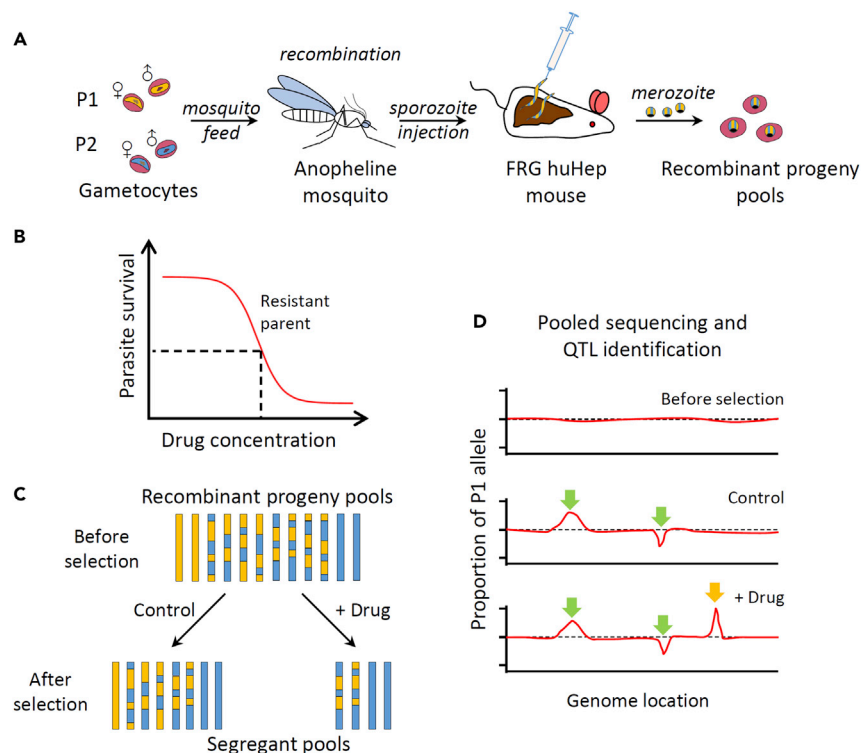 A
recombination
♀ ♂
P1
mosquito
feed
sporozoite
injection
merozoite
P2
♀ ♂
Gametocytes
Anopheline
mosquito
FRG huHep
mouse
Recombinant progeny
pools
B
Parasite survival
Resistant
parent
Drug concentration
C
Recombinant progeny pools
Before
selection
Control
+ Drug
After
selection
Segregant pools
D
Pooled sequencing and
QTL identification
Before selection
Control
+ Drug
Proportion of P1 allele
Genome location